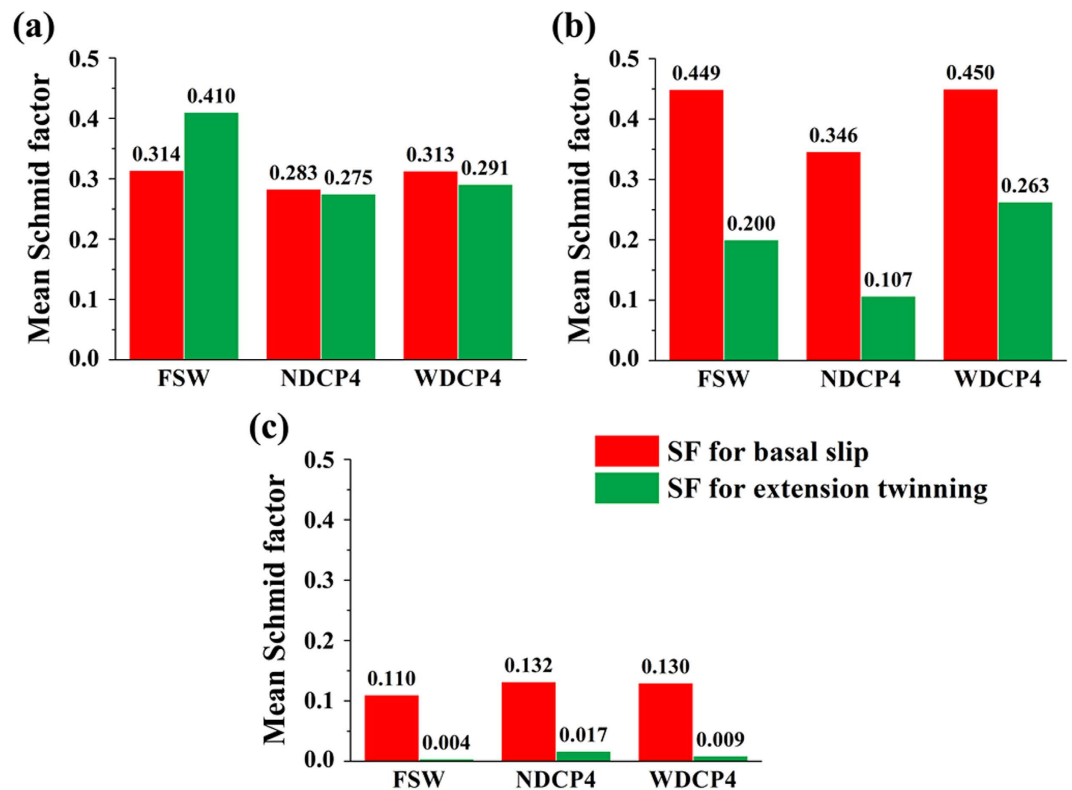 (a)
Mean Schmid factor
0.5
0.4
0.3
0.2
0.1
0.0
0.314
0.410
0.283
0.275
0.313
0.291
FSW
NDCP4
WDCP4
(b)
Mean Schmid factor
0.5
0.4
0.3
0.2
0.1
0.0
0.449
0.200
0.346
0.107
0.450
0.263
FSW
NDCP4
WDCP4
(c)
Mean Schmid factor
0.5
0.4
0.3
0.2
0.1
0.0
0.110
0.004
0.132
0.017
0.130
0.009
FSW
NDCP4
WDCP4
SF for basal slip
SF for extension twinning